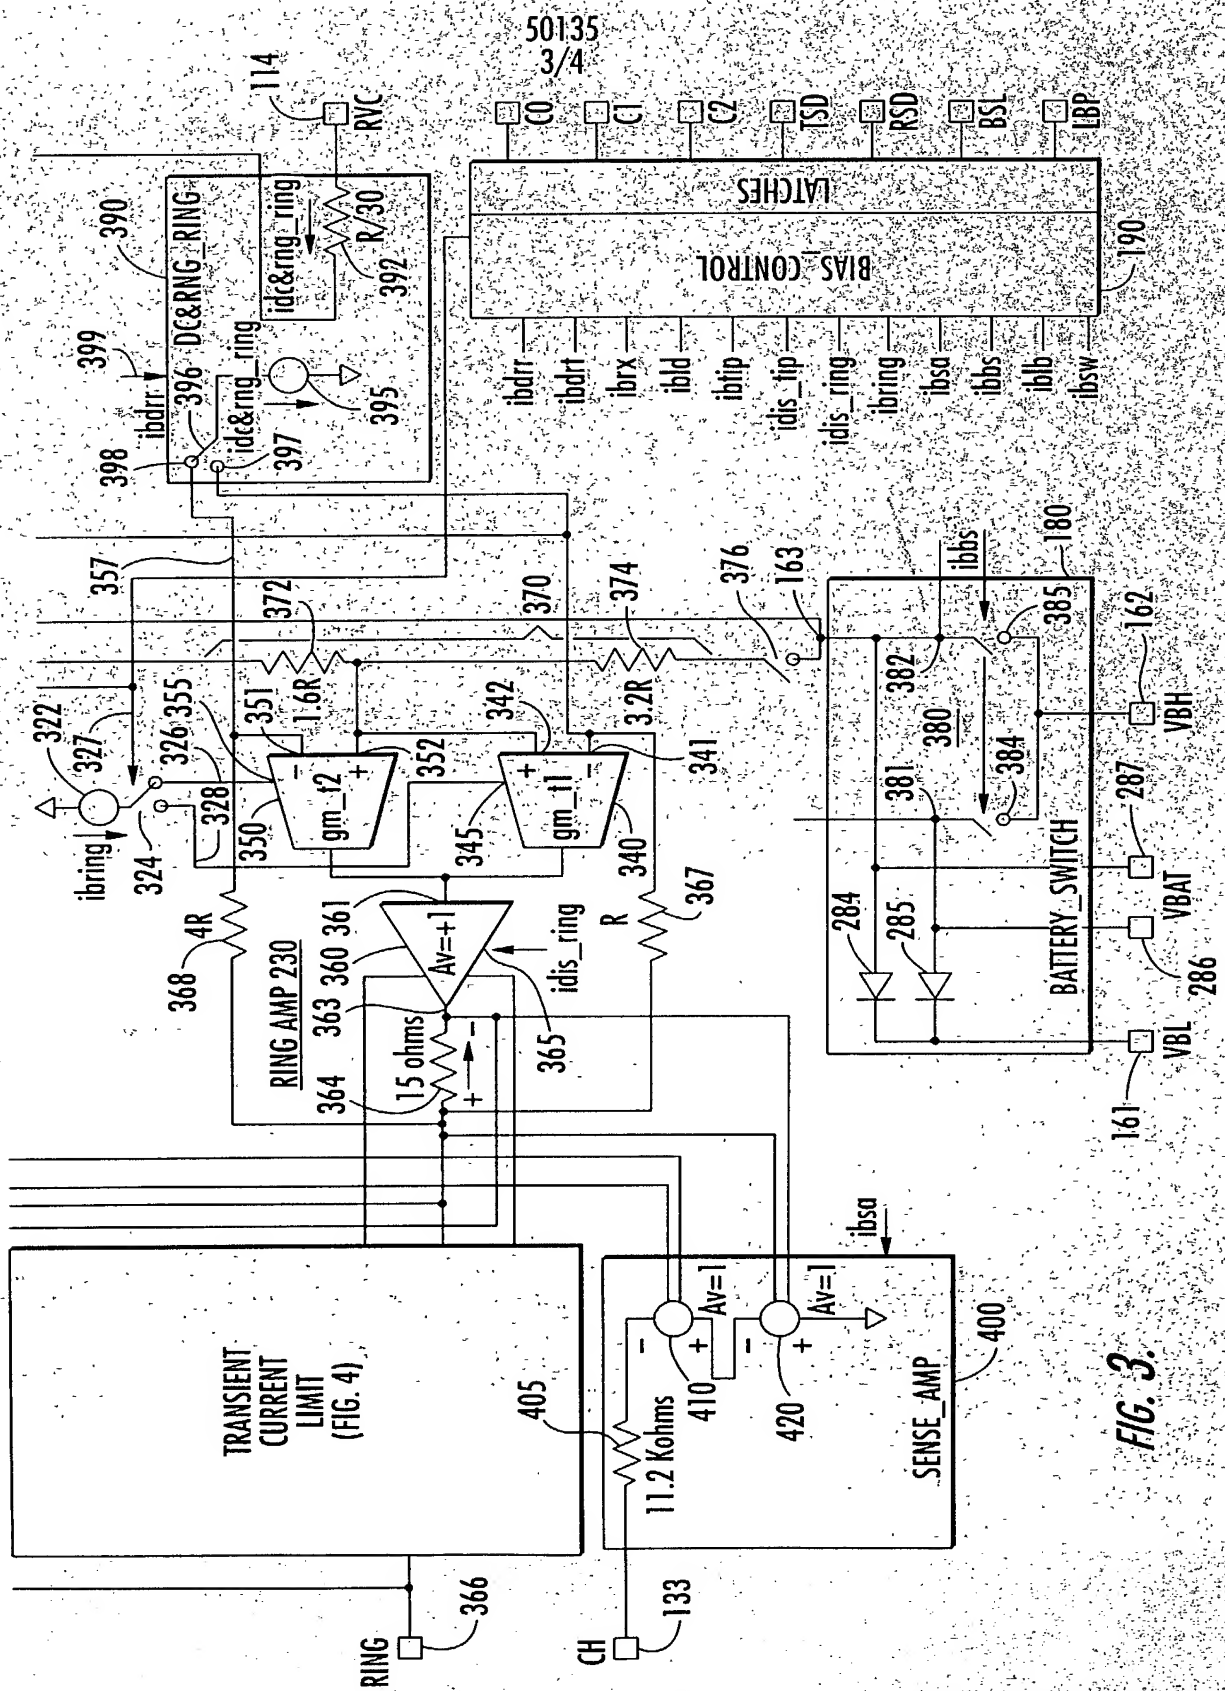 50135
3/4
RING
366
TRANSIENT
CURRENT
LIMIT
(FIG. 4)
CH
133
405
11.2 Kohms
410
420
Av=1
Av=1
-
+
-
+
ibsa
SENSE_AMP
400
368
4R
RING AMP 230
364
15 ohms
+
-
363
360
361
Av=+1
365
idis_ring
R
367
ibring
322
327
324
326
328
355
350
351
352
gm_t2
-
+
345
342
341
340
gm_t1
+
-
357
372
1.6R
370
374
3.2R
376
163
ibdrr
399
390
DC&RNG_RING
396
398
397
idc&rng_ring
395
idc&rng_ring
R/30
392
114
RVC
BIAS_CONTROL
LATCHES
190
ibdrr
ibdrt
ibrx
ibld
ibtip
idis_tip
idis_ring
ibring
ibsa
ibbs
iblb
ibsw
C0
C1
C2
TSD
RSD
BSL
LBP
180
ibbs
385
382
380
381
384
284
285
BATTERY_SWITCH
162
VBH
287
VBAT
286
VBL
161
FIG. 3.